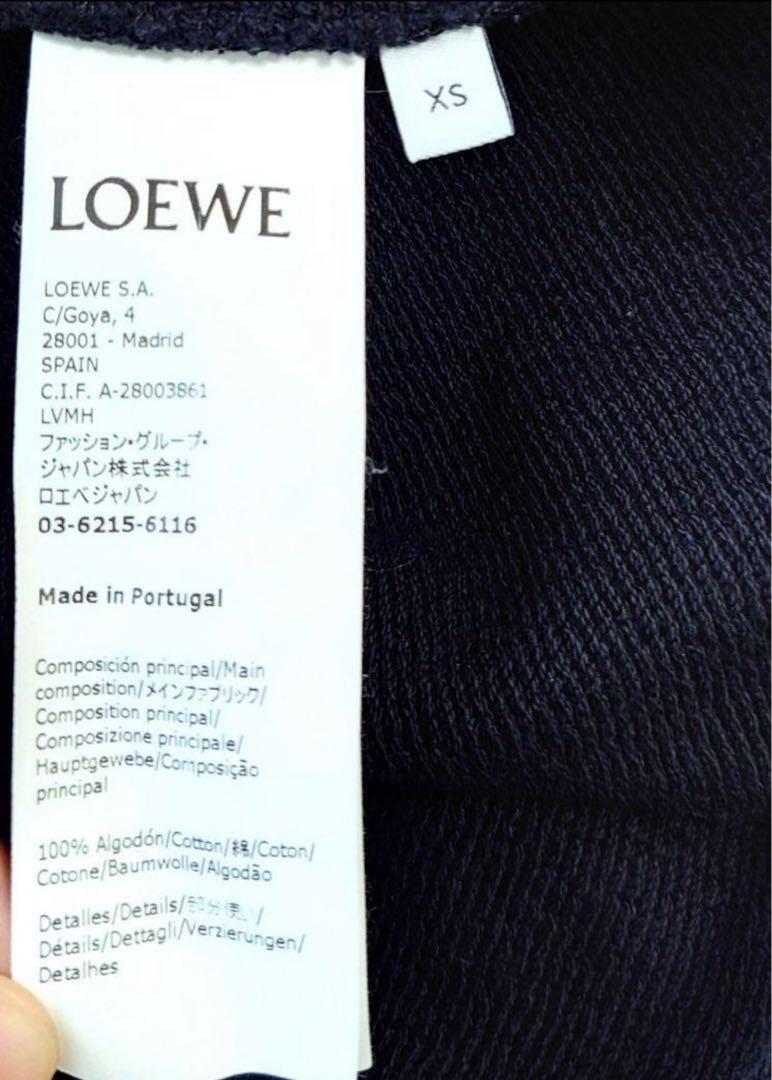 XS
LOEWE
LOEWE S.A.
C/Goya, 4
28001 - Madrid
SPAIN
C.I.F. A-28003861
LVMH
ファッション・グループ・
ジャパン株式会社
ロエベジャパン
03-6215-6116
Made in Portugal
Composición principal/Main
composition/メインファブリック/
Composition principal/
Composizione principale/
Hauptgewebe/Composição
principal
100% Algodón/Cotton/綿/Coton/
Cotone/Baumwolle/Algodão
Detalles/Details/部分使い/
Détails/Dettagli/Verzierungen/
Detalhes